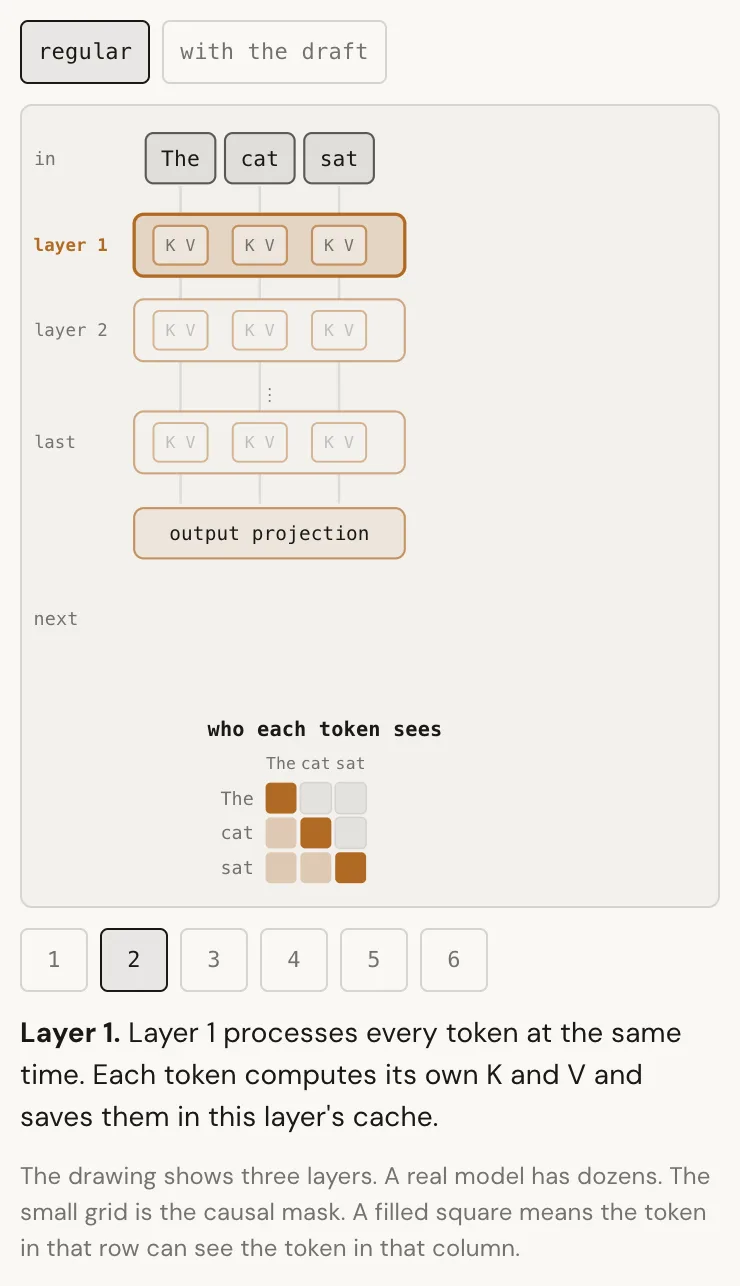 regular with the draft
in The cat sat
layer 1 K V K V K V
layer 2 K V K V K V
⋮
last K V K V K V
output projection
next
who each token sees
The cat sat
The
cat
sat
1 2 3 4 5 6
Layer 1. Layer 1 processes every token at the same
time. Each token computes its own K and V and
saves them in this layer's cache.
The drawing shows three layers. A real model has dozens. The
small grid is the causal mask. A filled square means the token
in that row can see the token in that column.